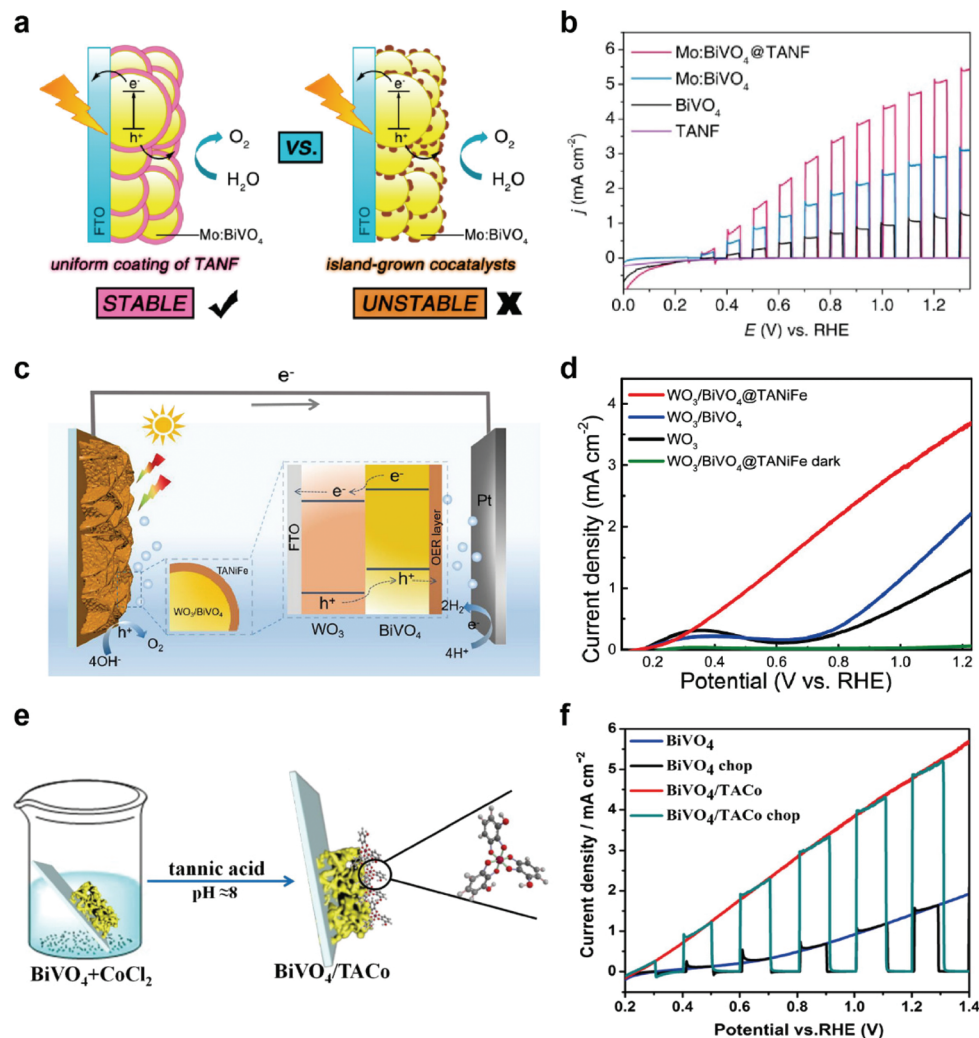 a
e-
h+
O2
H2O
FTO
Mo:BiVO4
uniform coating of TANF
STABLE
VS.
e-
h+
O2
H2O
FTO
Mo:BiVO4
island-grown cocatalysts
UNSTABLE X
b
Mo:BiVO4@TANF
Mo:BiVO4
BiVO4
TANF
j (mA cm-2)
6
5
4
3
2
1
0
0.0 0.2 0.4 0.6 0.8 1.0 1.2
E (V) vs. RHE
c
e-
TANiFe
WO3/BiVO4
h+
O2
4OH-
FTO
e-
e-
h+
h+
OER layer
WO3
BiVO4
Pt
2H2
e-
4H+
d
WO3/BiVO4@TANiFe
WO3/BiVO4
WO3
WO3/BiVO4@TANiFe dark
Current density (mA cm-2)
4
3
2
1
0
0.2 0.4 0.6 0.8 1.0 1.2
Potential (V vs. RHE)
e
tannic acid
pH ≈8
BiVO4+CoCl2
BiVO4/TACo
f
BiVO4
BiVO4 chop
BiVO4/TACo
BiVO4/TACo chop
Current density / mA cm-2
6
5
4
3
2
1
0
0.2 0.4 0.6 0.8 1.0 1.2 1.4
Potential vs.RHE (V)